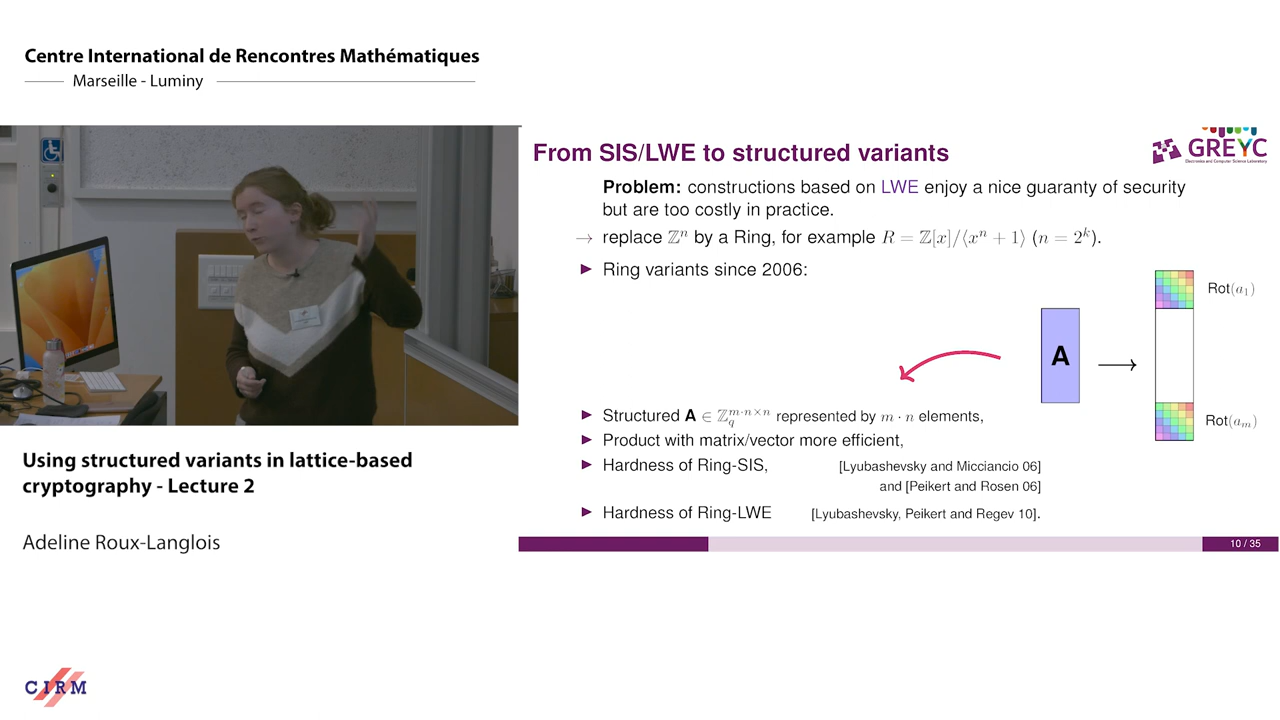 Centre International de Rencontres Mathématiques
Marseille - Luminy
From SIS/LWE to structured variants
GREYC
Electronics and Computer Science Laboratory
Problem: constructions based on LWE enjoy a nice guaranty of security
but are too costly in practice.
→ replace ℤⁿ by a Ring, for example R = ℤ[x]/⟨xⁿ + 1⟩ (n = 2ᵏ).
▶ Ring variants since 2006:
Rot(a₁)
A
Rot(aₘ)
▶ Structured A ∈ ℤ_q^{m·n×n} represented by m · n elements,
▶ Product with matrix/vector more efficient,
▶ Hardness of Ring-SIS, [Lyubashevsky and Micciancio 06]
and [Peikert and Rosen 06]
▶ Hardness of Ring-LWE [Lyubashevsky, Peikert and Regev 10].
10 / 35
Using structured variants in lattice-based
cryptography - Lecture 2
Adeline Roux-Langlois
CIRM